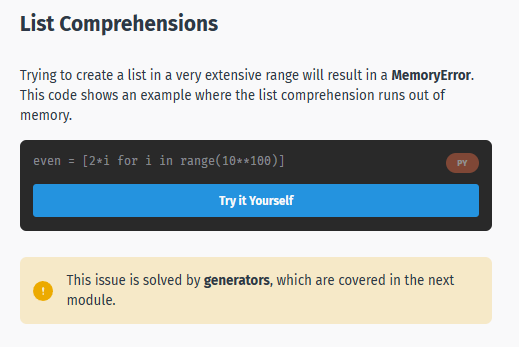 List Comprehensions
Trying to create a list in a very extensive range will result in a MemoryError.
This code shows an example where the list comprehension runs out of
memory.
even = [2*i for i in range(10**100)]
PY
Try it Yourself
!
This issue is solved by generators, which are covered in the next
module.